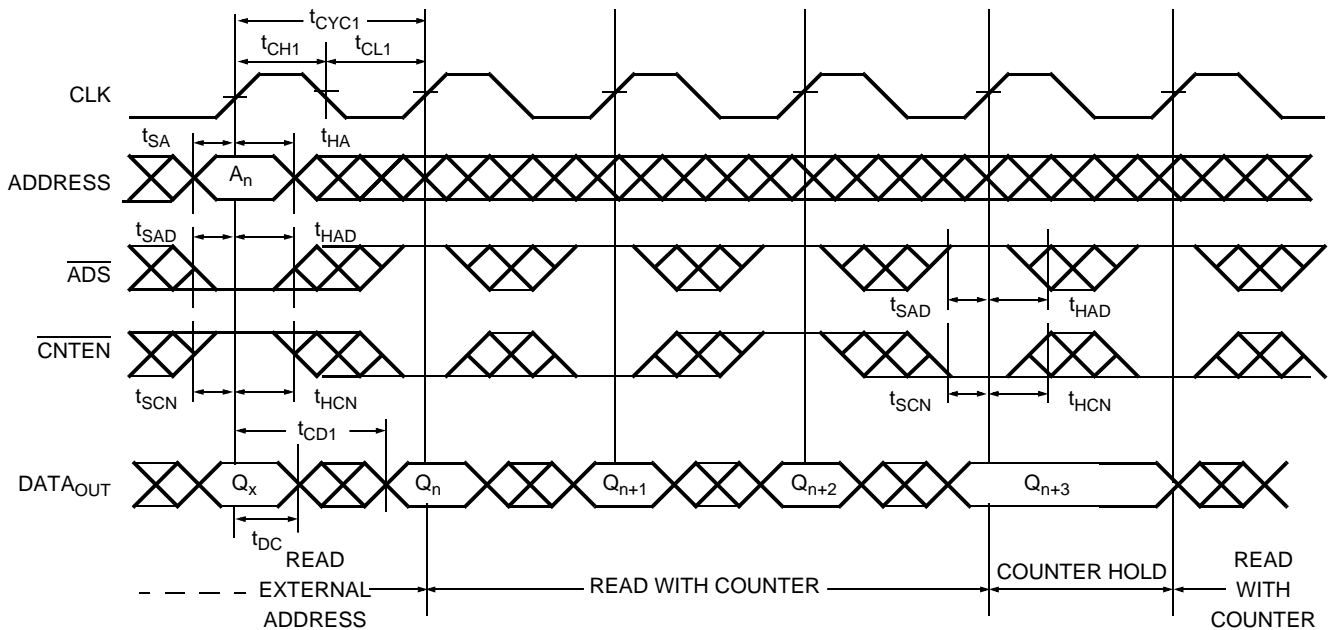 tCYC1
tCH1 tCL1
CLK
tSA tHA
ADDRESS An
tSAD tHAD
ADS
tSAD tHAD
CNTEN
tSCN tHCN tSCN tHCN
tCD1
DATAOUT Qx Qn Qn+1 Qn+2 Qn+3
tDC
READ
EXTERNAL
ADDRESS
READ WITH COUNTER
COUNTER HOLD
READ
WITH
COUNTER